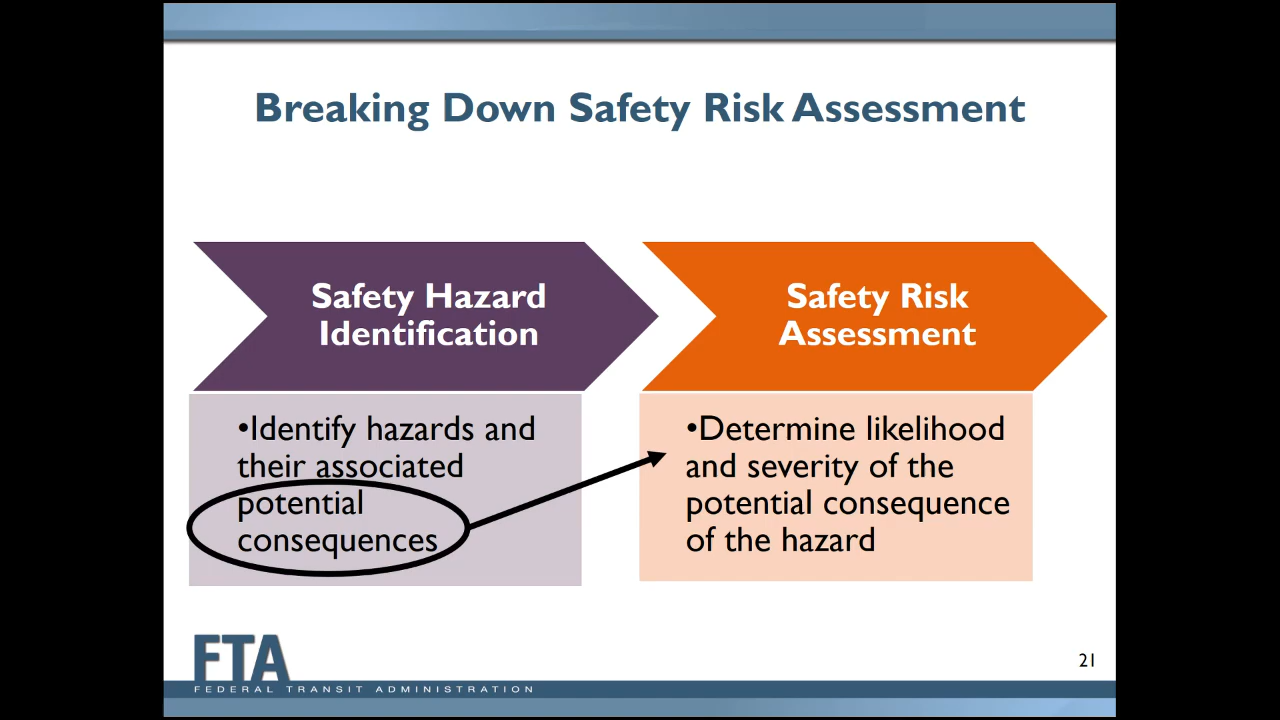 Breaking Down Safety Risk Assessment
Safety Hazard
Identification
•Identify hazards and
their associated
potential
consequences
Safety Risk
Assessment
•Determine likelihood
and severity of the
potential consequence
of the hazard
FTA
FEDERAL TRANSIT ADMINISTRATION
21